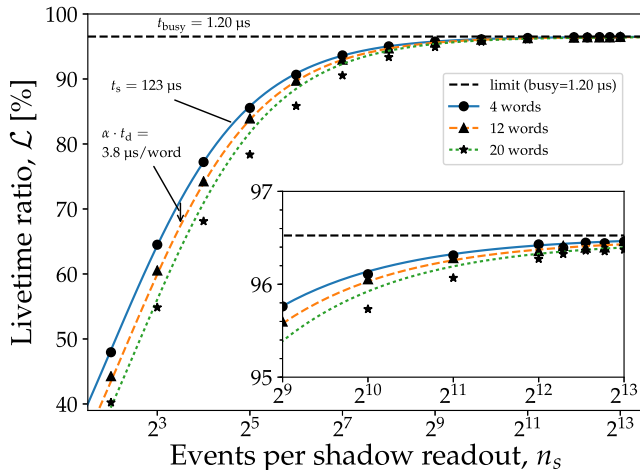 100
90
80
70
60
50
40
Livetime ratio, ℒ [%]
t_busy = 1.20 μs
t_s = 123 μs
α · t_d =
3.8 μs/word
limit (busy=1.20 μs)
4 words
12 words
20 words
97
96
95
2^9
2^10
2^11
2^12
2^13
2^3
2^5
2^7
2^9
2^11
2^13
Events per shadow readout, n_s